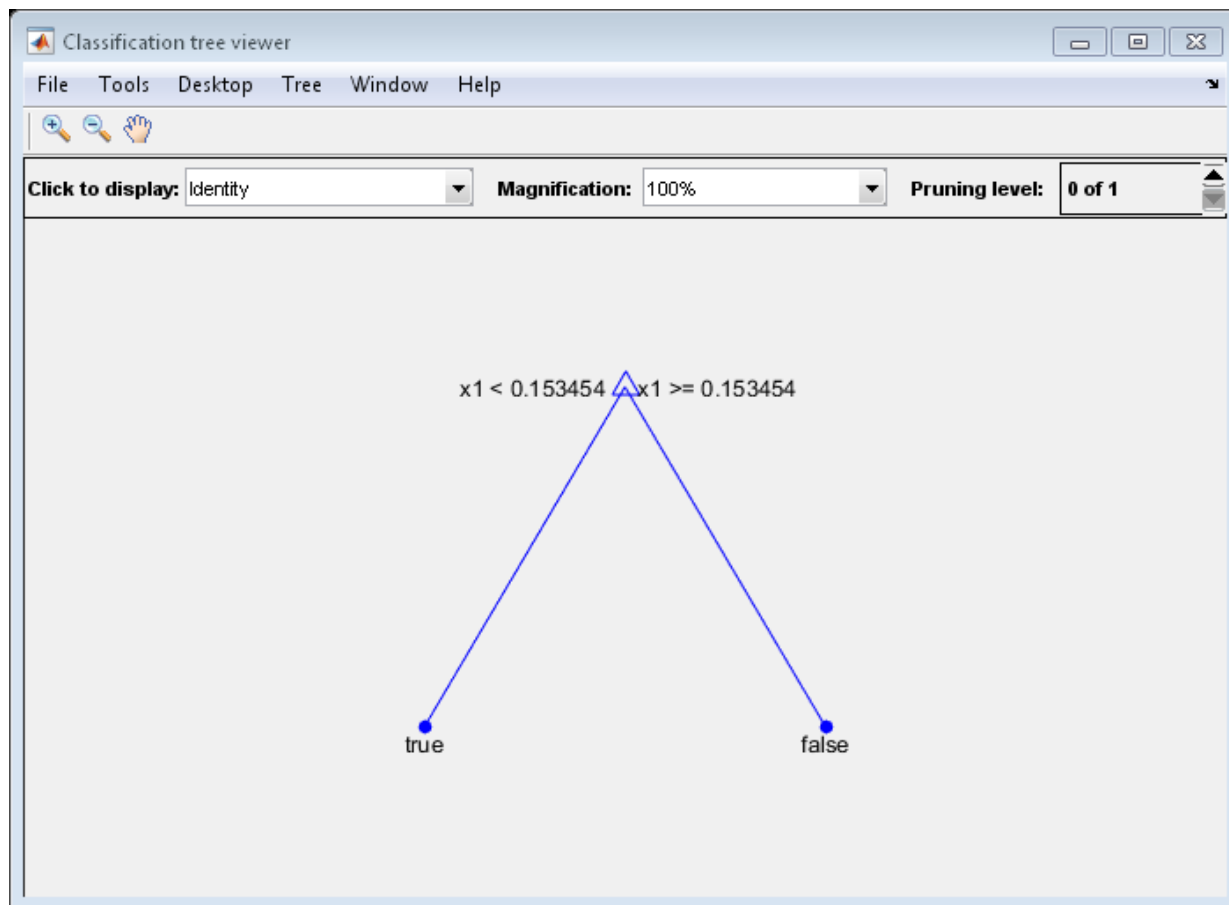 Classification tree viewer
File Tools Desktop Tree Window Help
Click to display: Identity Magnification: 100% Pruning level: 0 of 1
x1 < 0.153454 x1 >= 0.153454
true false